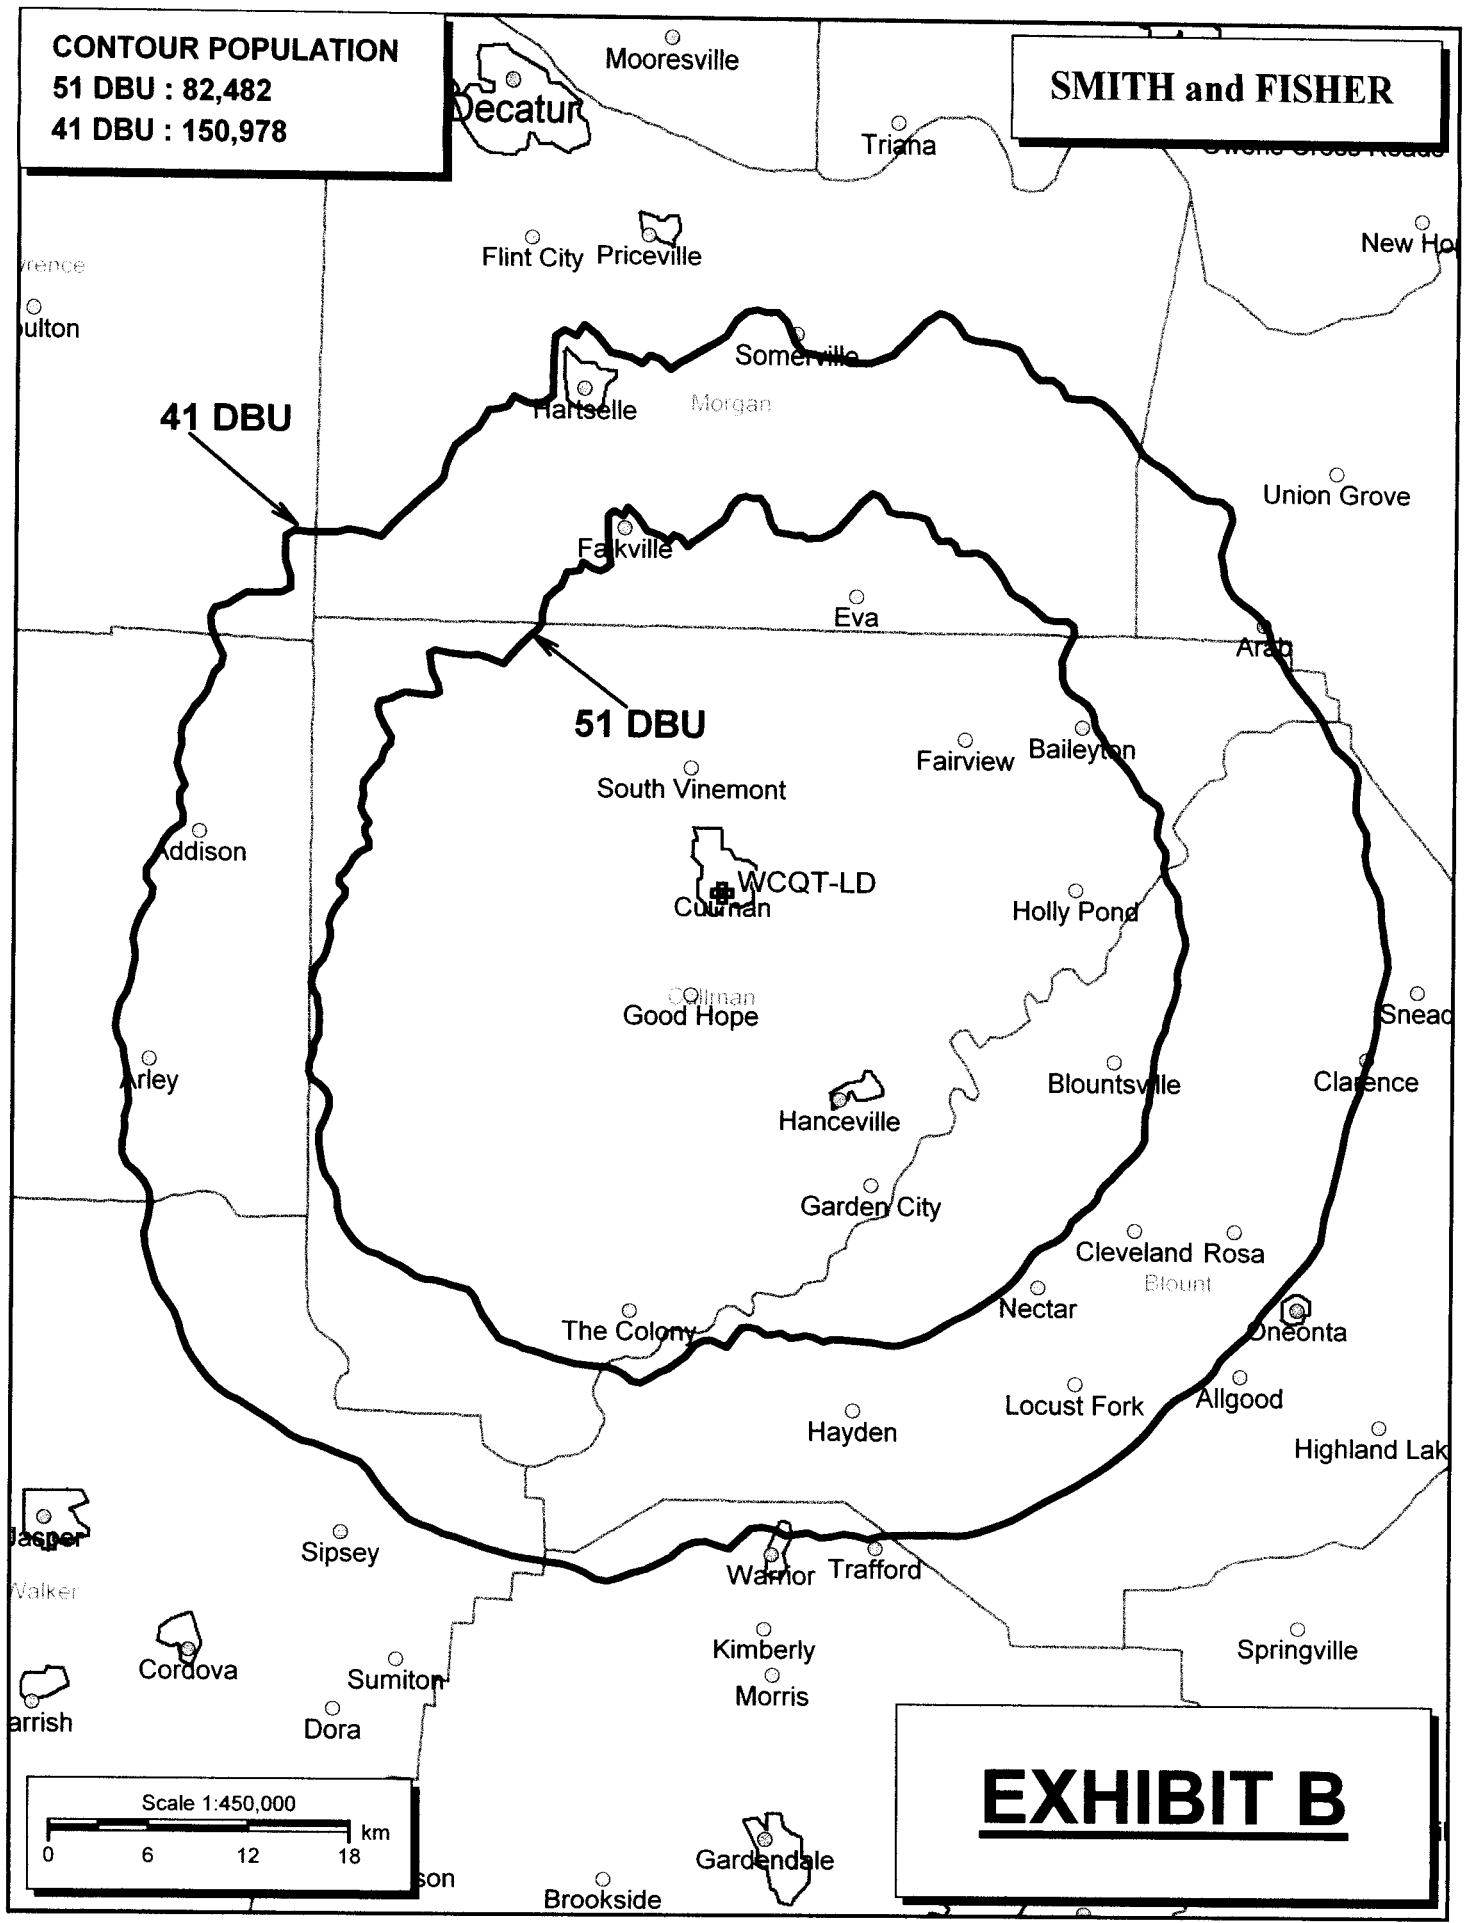 CONTOUR POPULATION
51 DBU : 82,482
41 DBU : 150,978
SMITH and FISHER
Mooresville
Decatur
Triana
Flint City
Priceville
New Ho
Somerville
Hartselle
Morgan
41 DBU
Union Grove
Falkville
Eva
Arab
51 DBU
Fairview
Baileyton
South Vinemont
Addison
WCQT-LD
Cullman
Holly Pond
Cullman
Good Hope
Snead
Arley
Blountsville
Clarence
Hanceville
Garden City
Cleveland
Rosa
Blount
Nectar
The Colony
Oneonta
Locust Fork
Allgood
Hayden
Highland Lak
Jasper
Sipsey
Warrior
Trafford
Walker
Kimberly
Springville
Cordova
Sumiton
Morris
arrish
Dora
EXHIBIT B
Scale 1:450,000
km
0 6 12 18
Gardendale
son
Brookside